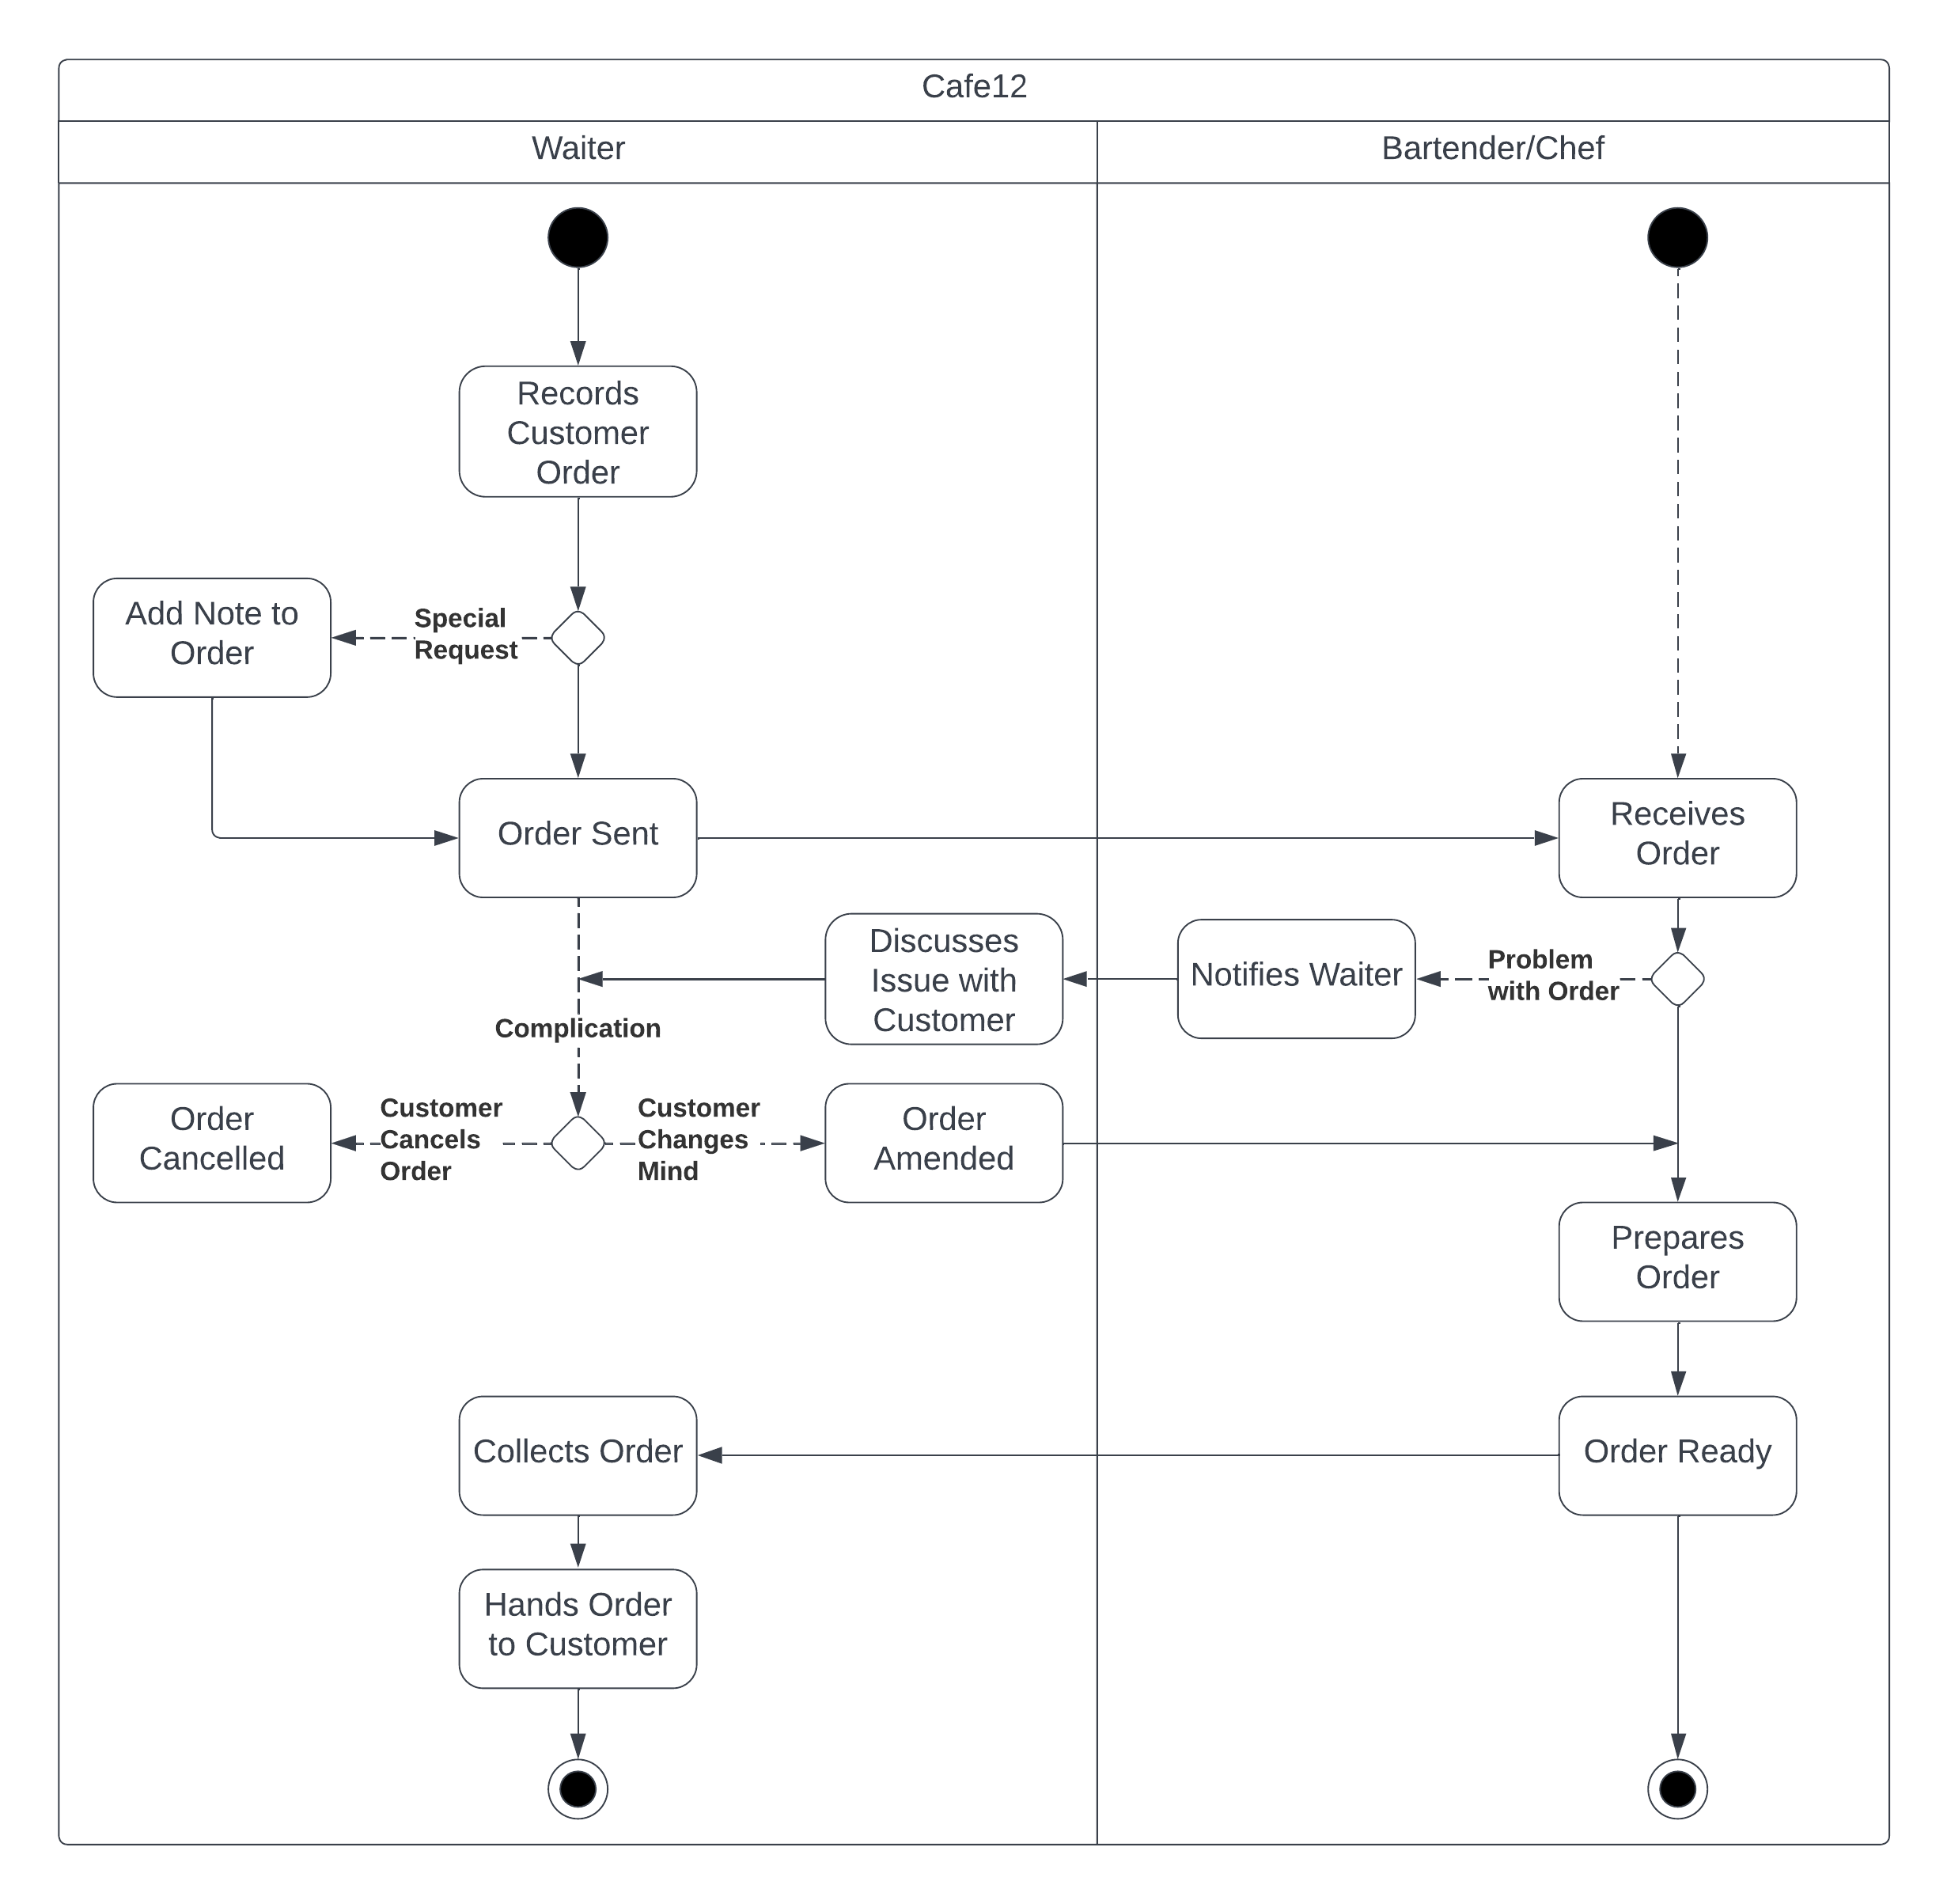 Cafe12
Waiter
Bartender/Chef
Records
Customer
Order
Add Note to
Order
Special
Request
Order Sent
Receives
Order
Discusses
Issue with
Customer
Notifies Waiter
Problem
with Order
Complication
Order
Cancelled
Customer
Cancels
Order
Customer
Changes
Mind
Order
Amended
Prepares
Order
Collects Order
Order Ready
Hands Order
to Customer